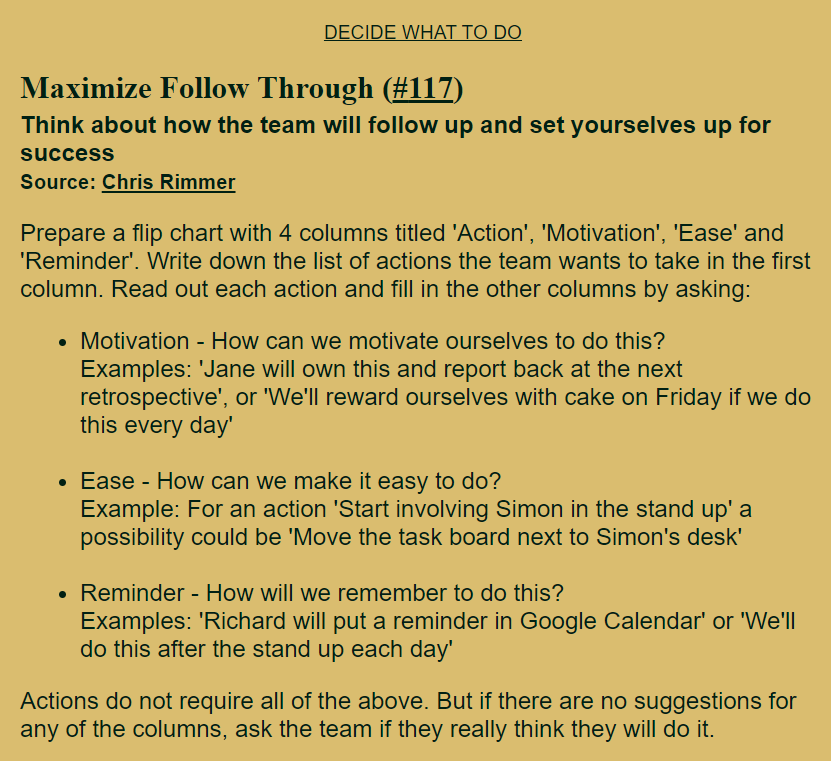 DECIDE WHAT TO DO
Maximize Follow Through (#117)
Think about how the team will follow up and set yourselves up for
success
Source: Chris Rimmer
Prepare a flip chart with 4 columns titled 'Action', 'Motivation', 'Ease' and
'Reminder'. Write down the list of actions the team wants to take in the first
column. Read out each action and fill in the other columns by asking:
• Motivation - How can we motivate ourselves to do this?
Examples: 'Jane will own this and report back at the next
retrospective', or 'We'll reward ourselves with cake on Friday if we do
this every day'
• Ease - How can we make it easy to do?
Example: For an action 'Start involving Simon in the stand up' a
possibility could be 'Move the task board next to Simon's desk'
• Reminder - How will we remember to do this?
Examples: 'Richard will put a reminder in Google Calendar' or 'We'll
do this after the stand up each day'
Actions do not require all of the above. But if there are no suggestions for
any of the columns, ask the team if they really think they will do it.